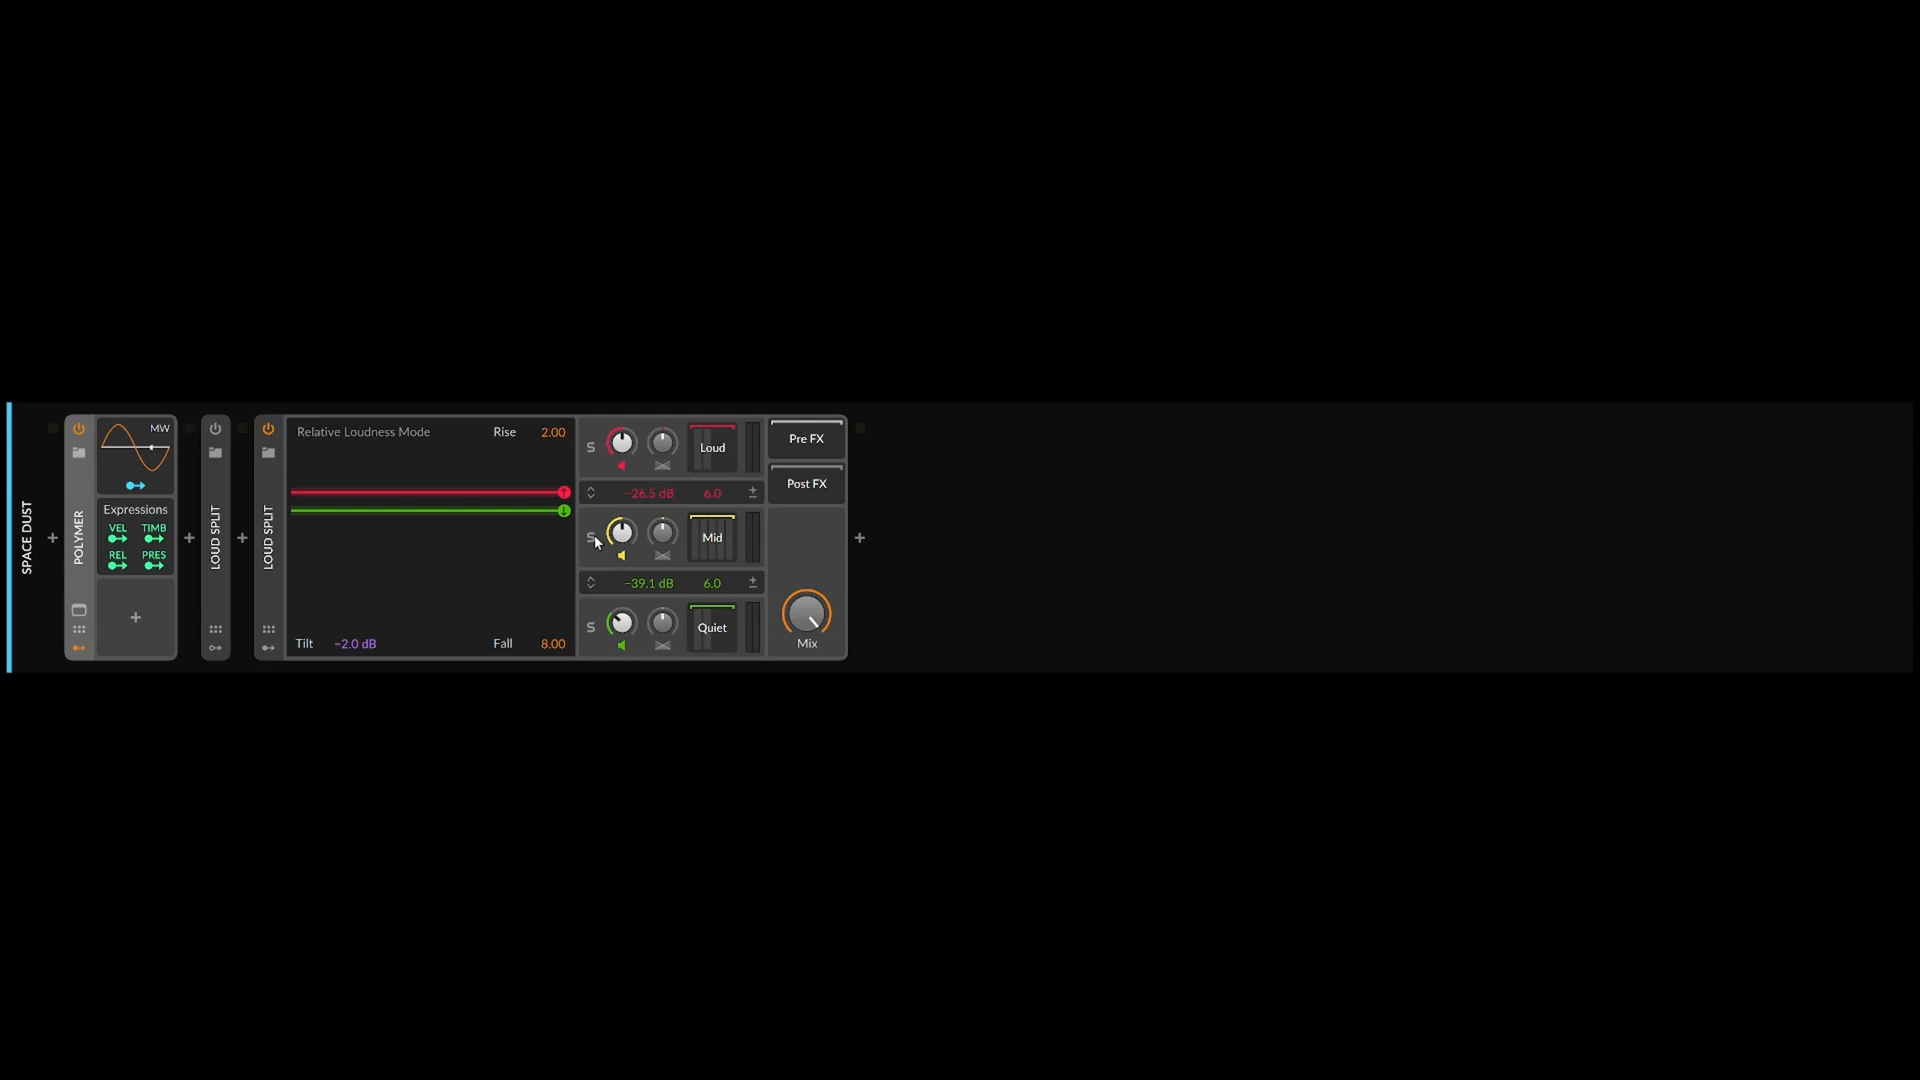 SPACE DUST
POLYMER
MW
Expressions
VEL TIMB
REL PRES
LOUD SPLIT
LOUD SPLIT
Relative Loudness Mode Rise 2.00
Tilt -2.0 dB Fall 8.00
S Loud
-26.5 dB 6.0
S Mid
-39.1 dB 6.0
S Quiet
Pre FX
Post FX
Mix